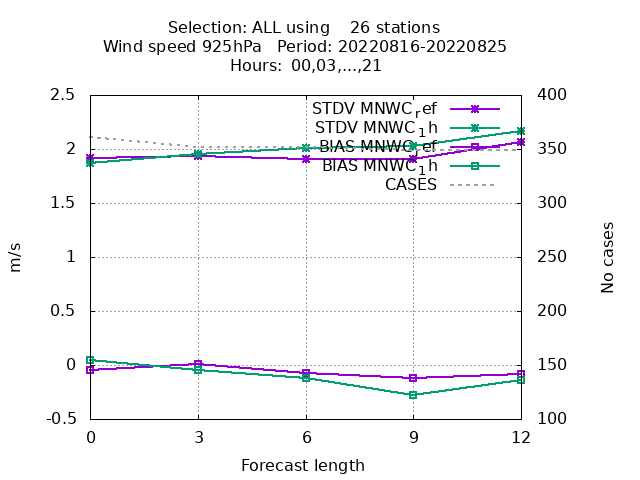 Selection: ALL using    26 stations
Wind speed 925hPa   Period: 20220816-20220825
Hours:  00,03,...,21
2.5
2
1.5
1
0.5
0
-0.5
m/s
400
350
300
250
200
150
100
No cases
STDV MNWC_ref
STDV MNWC_1h
BIAS MNWC_ref
BIAS MNWC_1h
CASES
0 3 6 9 12
Forecast length